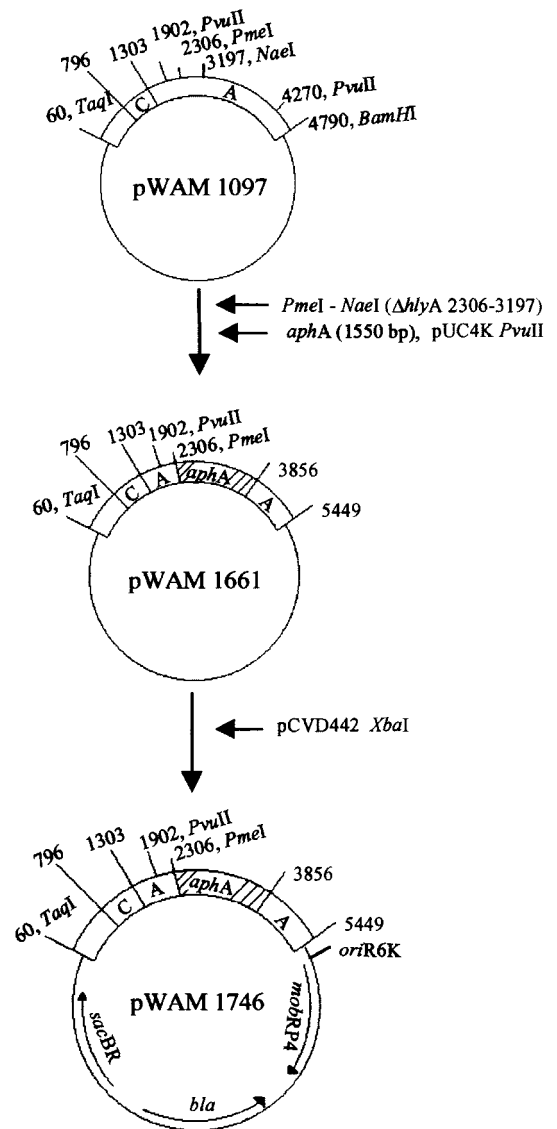 1902, PvuII
1303
2306, PmeI
796
3197, NaeI
60, TaqI
C
A
4270, PvuII
4790, BamHI
pWAM 1097
PmeI - NaeI (ΔhlyA 2306-3197)
aphA (1550 bp), pUC4K PvuII
1902, PvuII
1303
2306, PmeI
796
3856
60, TaqI
C
A
aphA
A
5449
pWAM 1661
pCVD442 XbaI
1902, PvuII
1303
2306, PmeI
796
3856
60, TaqI
C
A
aphA
A
5449
oriR6K
pWAM 1746
sacBR
mobRP4
bla